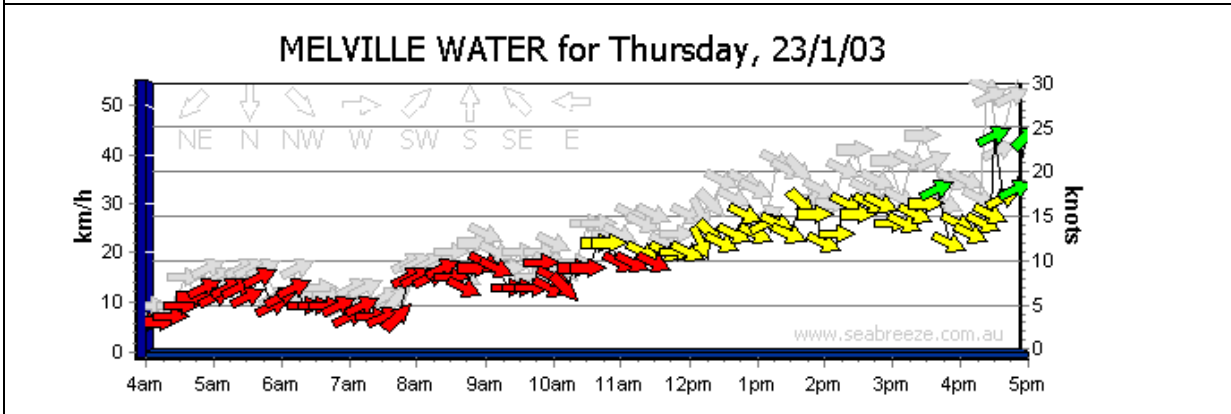 MELVILLE WATER for Thursday, 23/1/03
50
40
30
20
10
0
km/h
NE N NW W SW S SE E
30
25
20
15
10
5
0
knots
www.seabreeze.com.au
4am 5am 6am 7am 8am 9am 10am 11am 12pm 1pm 2pm 3pm 4pm 5pm